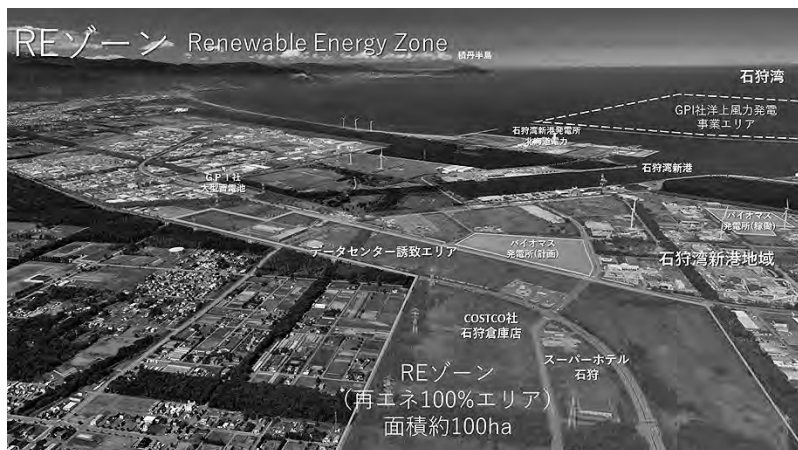 REゾーン Renewable Energy Zone
積丹半島
石狩湾
GPI社洋上風力発電
事業エリア
石狩湾新港発電所
北海道電力
石狩湾新港
GPI社
大型蓄電池
バイオマス
発電所(稼働)
データセンター誘致エリア
バイオマス
発電所(計画)
石狩湾新港地域
COSTCO社
石狩倉庫店
スーパーホテル
石狩
REゾーン
(再エネ100%エリア)
面積約100ha